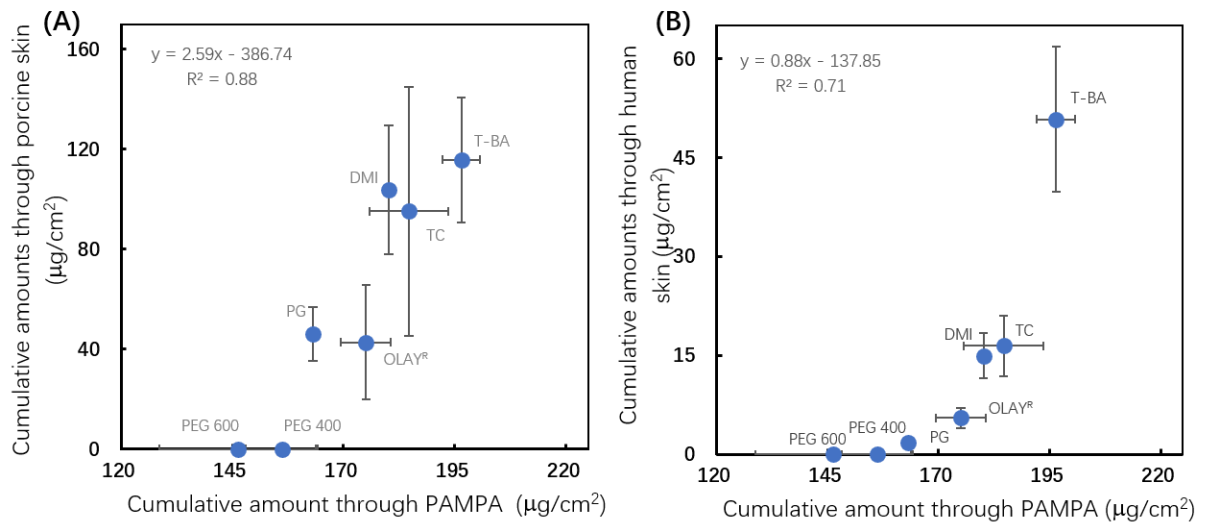 (A)
Cumulative amounts through porcine skin
(μg/cm²)
160
120
80
40
0
y = 2.59x - 386.74
R² = 0.88
T-BA
DMI
TC
PG
OLAYᴿ
PEG 600
PEG 400
120
145
170
195
220
Cumulative amount through PAMPA (μg/cm²)
(B)
Cumulative amounts through human
skin (μg/cm²)
60
45
30
15
0
y = 0.88x - 137.85
R² = 0.71
T-BA
DMI
TC
OLAYᴿ
PG
PEG 400
PEG 600
120
145
170
195
220
Cumulative amount through PAMPA (μg/cm²)